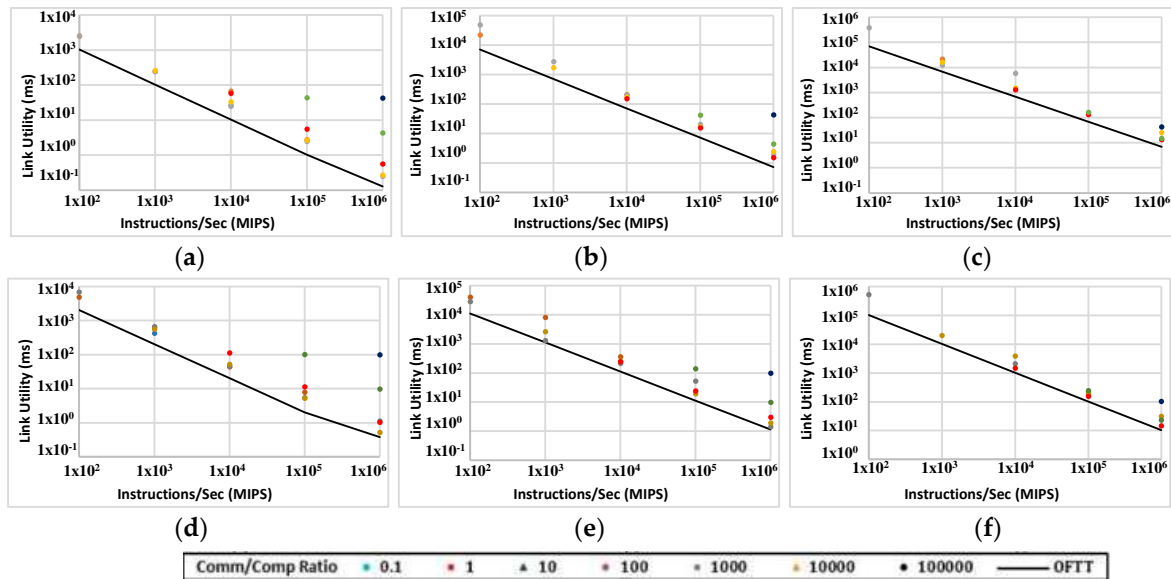 1x10⁴
1x10³
1x10²
1x10¹
1x10⁰
1x10⁻¹
Link Utility (ms)
1x10² 1x10³ 1x10⁴ 1x10⁵ 1x10⁶
Instructions/Sec (MIPS)
(a)
1x10⁵
1x10⁴
1x10³
1x10²
1x10¹
1x10⁰
1x10⁻¹
Link Utility (ms)
1x10² 1x10³ 1x10⁴ 1x10⁵ 1x10⁶
Instructions/Sec (MIPS)
(b)
1x10⁶
1x10⁵
1x10⁴
1x10³
1x10²
1x10¹
1x10⁰
1x10⁻¹
Link Utility (ms)
1x10² 1x10³ 1x10⁴ 1x10⁵ 1x10⁶
Instructions/Sec (MIPS)
(c)
1x10⁴
1x10³
1x10²
1x10¹
1x10⁰
1x10⁻¹
Link Utility (ms)
1x10² 1x10³ 1x10⁴ 1x10⁵ 1x10⁶
Instructions/Sec (MIPS)
(d)
1x10⁵
1x10⁴
1x10³
1x10²
1x10¹
1x10⁰
1x10⁻¹
Link Utility (ms)
1x10² 1x10³ 1x10⁴ 1x10⁵ 1x10⁶
Instructions/Sec (MIPS)
(e)
1x10⁶
1x10⁵
1x10⁴
1x10³
1x10²
1x10¹
1x10⁰
Link Utility (ms)
1x10² 1x10³ 1x10⁴ 1x10⁵ 1x10⁶
Instructions/Sec (MIPS)
(f)
Comm/Comp Ratio 0.1 1 10 100 1000 10000 100000 OFTT